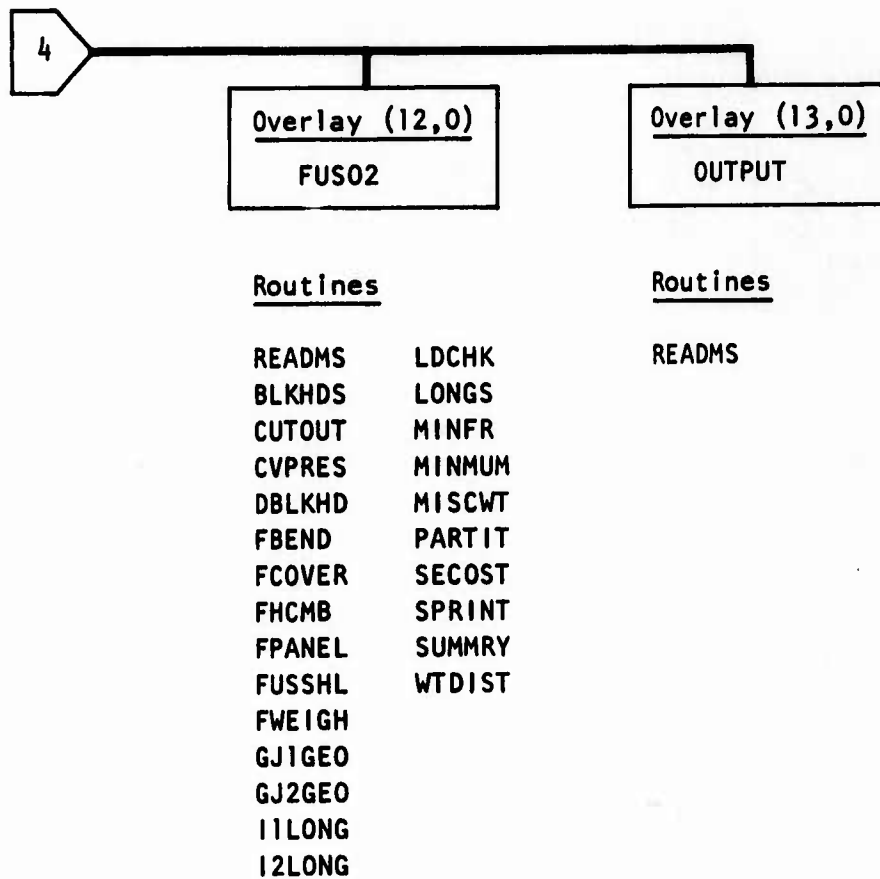 4
Overlay (12,0)
FUS02
Overlay (13,0)
OUTPUT
Routines
READMS
BLKHDS
CUTOUT
CVPRES
DBLKHD
FBEND
FCOVER
FHCMB
FPANEL
FUSSHL
FWEIGH
GJ1GEO
GJ2GEO
I1LONG
I2LONG
LDCHK
LONGS
MINFR
MINMUM
MISCWT
PARTIT
SECOST
SPRINT
SUMMRY
WTDIST
Routines
READMS